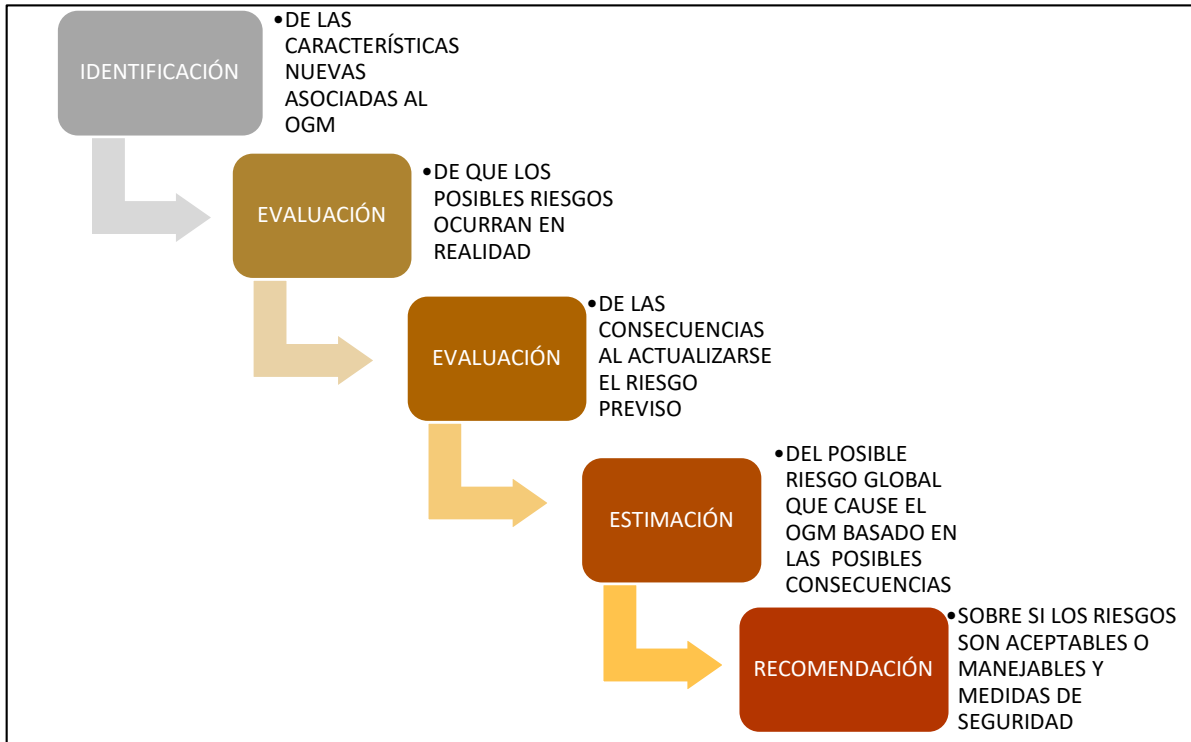 IDENTIFICACIÓN
•DE LAS
CARACTERÍSTICAS
NUEVAS
ASOCIADAS AL
OGM
EVALUACIÓN
•DE QUE LOS
POSIBLES RIESGOS
OCURRAN EN
REALIDAD
EVALUACIÓN
•DE LAS
CONSECUENCIAS
AL ACTUALIZARSE
EL RIESGO
PREVISO
ESTIMACIÓN
•DEL POSIBLE
RIESGO GLOBAL
QUE CAUSE EL
OGM BASADO EN
LAS POSIBLES
CONSECUENCIAS
RECOMENDACIÓN
•SOBRE SI LOS RIESGOS
SON ACEPTABLES O
MANEJABLES Y
MEDIDAS DE
SEGURIDAD